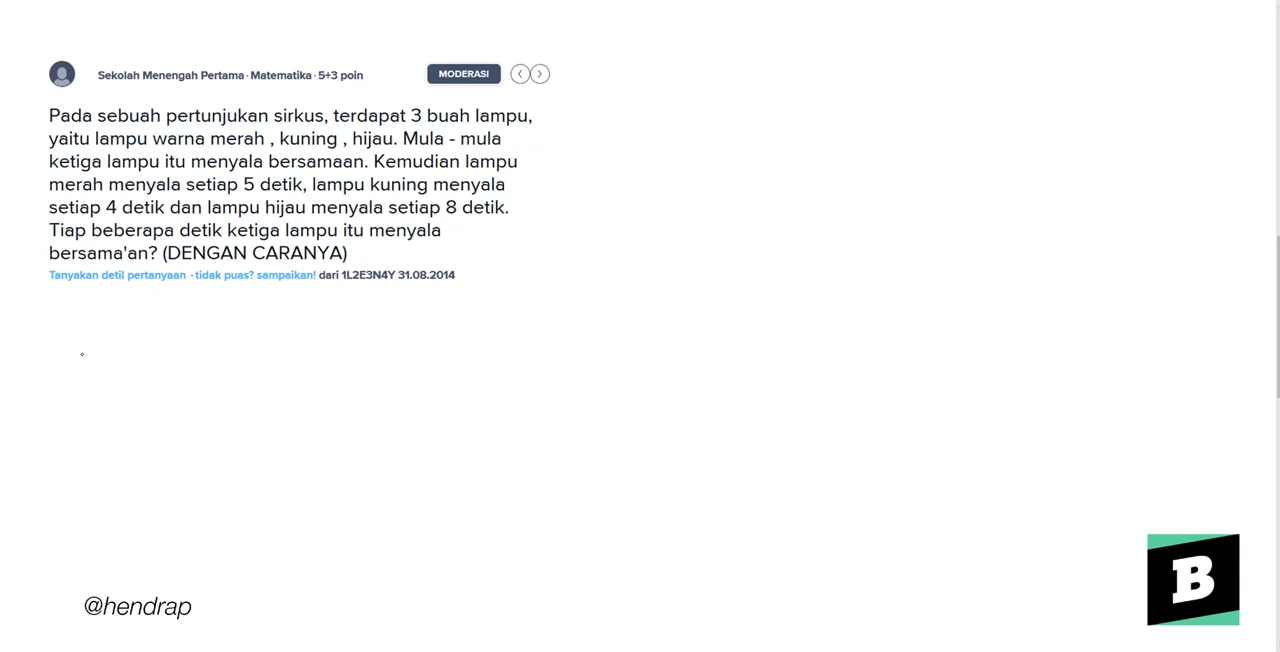 Sekolah Menengah Pertama · Matematika · 5+3 poin
MODERASI
Pada sebuah pertunjukan sirkus, terdapat 3 buah lampu,
yaitu lampu warna merah , kuning , hijau. Mula - mula
ketiga lampu itu menyala bersamaan. Kemudian lampu
merah menyala setiap 5 detik, lampu kuning menyala
setiap 4 detik dan lampu hijau menyala setiap 8 detik.
Tiap beberapa detik ketiga lampu itu menyala
bersama'an? (DENGAN CARANYA)
Tanyakan detil pertanyaan · tidak puas? sampaikan! dari 1L2E3N4Y 31.08.2014
@hendrap
B